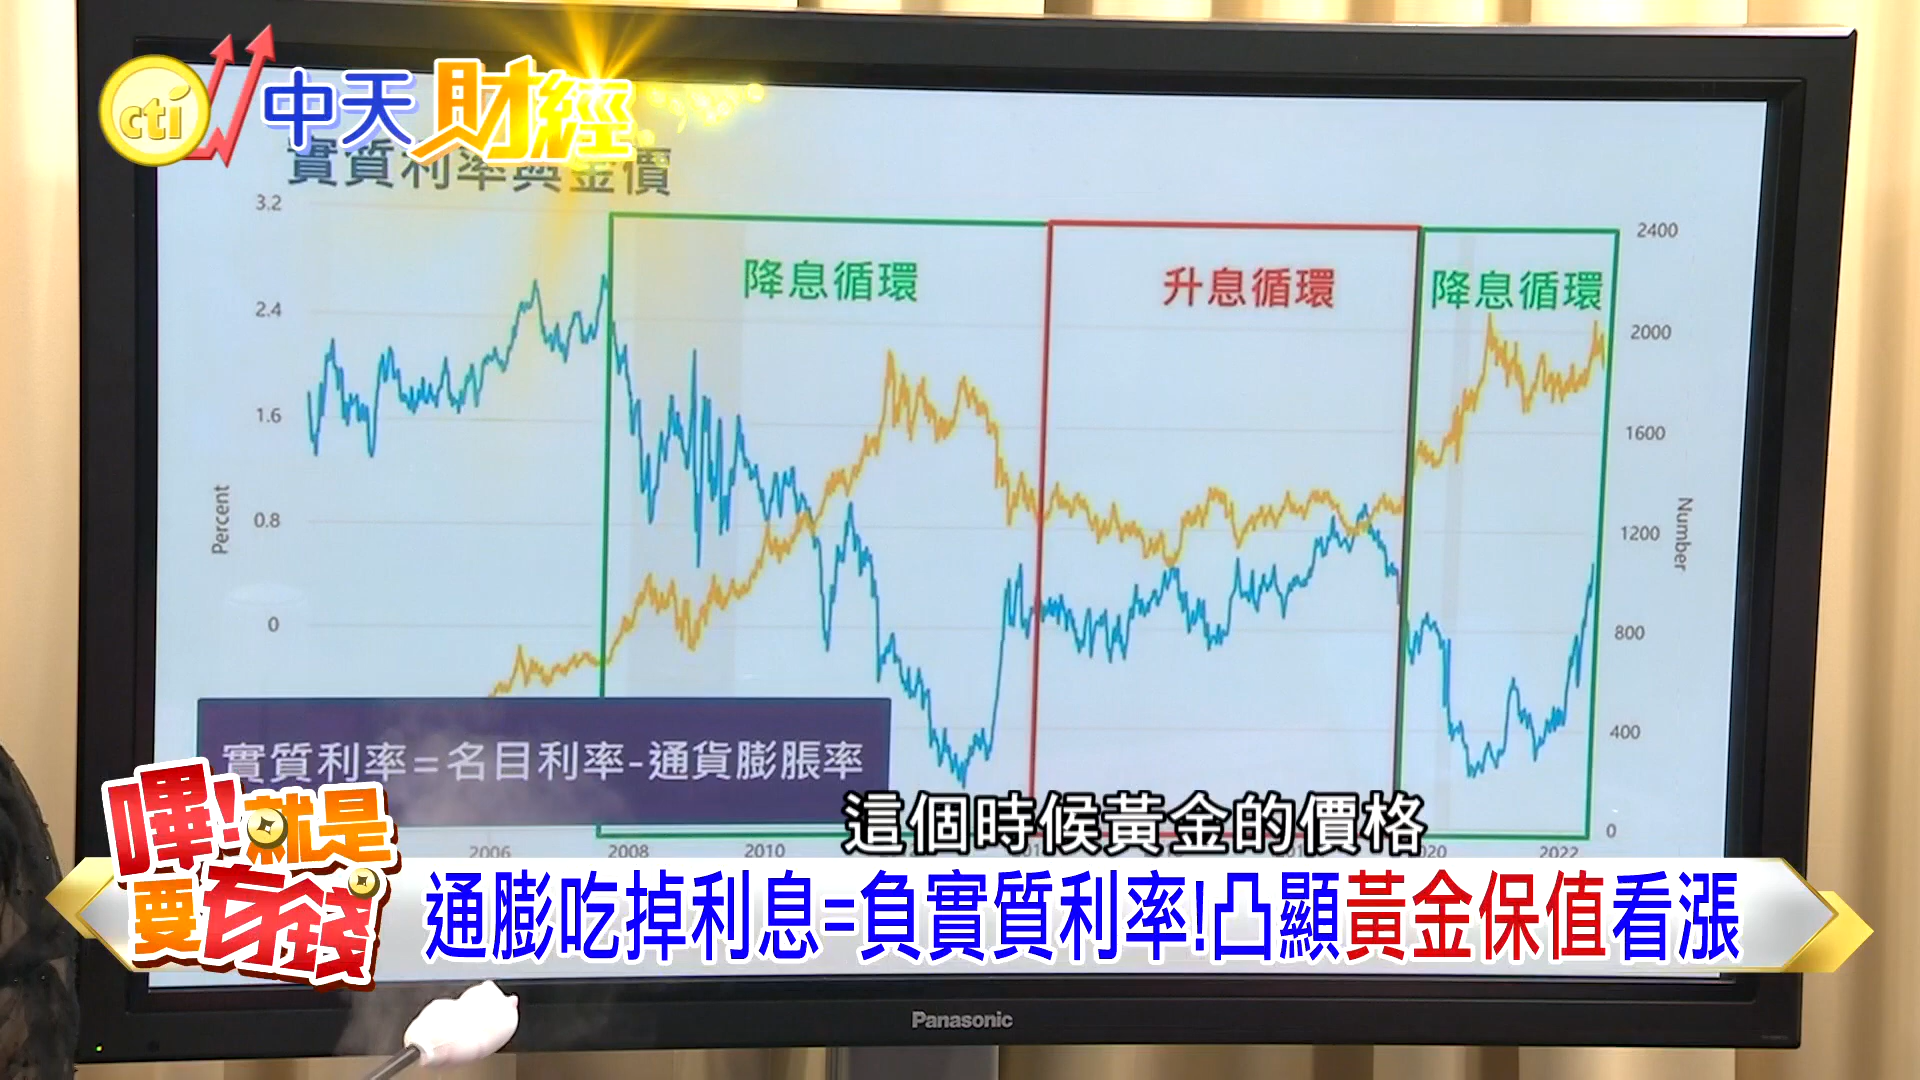 cti 中天財經
實質利率與金價
3.2
2.4
1.6
0.8
0
Percent
2400
2000
1600
1200
800
400
0
Number
降息循環
升息循環
降息循環
實質利率=名目利率-通貨膨脹率
2006
2008
2010
2022
這個時候黃金的價格
嗶!就是
要有錢
通膨吃掉利息=負實質利率!凸顯黃金保值看漲
Panasonic